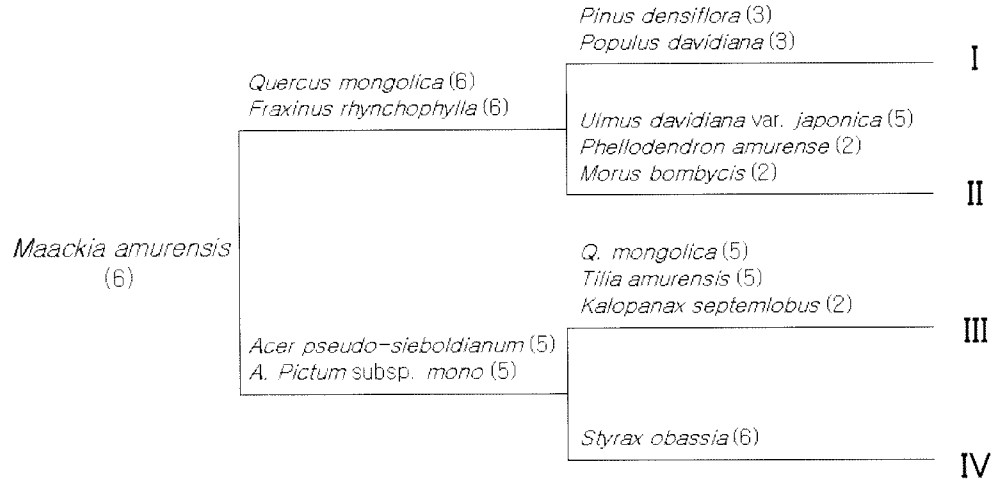 Pinus densiflora (3)
Populus davidiana (3)
I
Quercus mongolica (6)
Fraxinus rhynchophylla (6)
Ulmus davidiana var. japonica (5)
Phellodendron amurense (2)
Morus bombycis (2)
II
Maackia amurensis
(6)
Q. mongolica (5)
Tilia amurensis (5)
Kalopanax septemlobus (2)
III
Acer pseudo-sieboldianum (5)
A. Pictum subsp. mono (5)
Styrax obassia (6)
IV